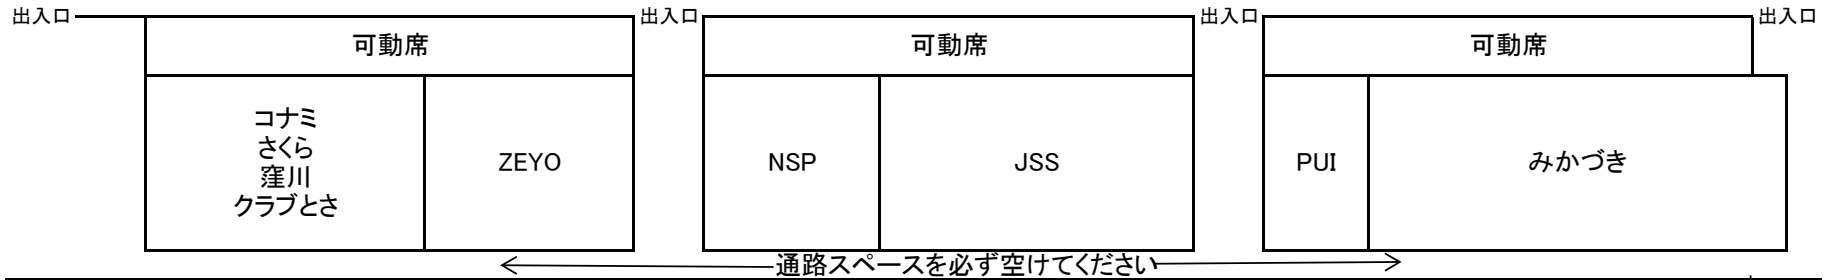 出入口
出入口
出入口
出入口
可動席
可動席
可動席
コナミ
さくら
窪川
クラブとさ
ZEYO
NSP
JSS
PUI
みかづき
通路スペースを必ず空けてください